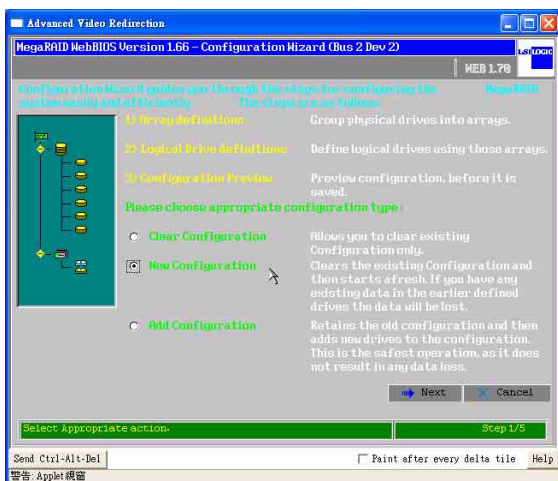 Advanced Video Redirection
MegaRAID WebBIOS Version 1.66 - Configuration Wizard (Bus 2 Dev 2)
LSI LOGIC
WEB 1.70
Configuration Wizard guides you through the steps for configuring the MegaRAID
system easily and efficiently The steps are as follows
1> Array definitions Group physical drives into arrays.
2> Logical Drive definitions Define logical drives using those arrays.
3> Configuration Preview Preview configuration, before it is
saved.
Please choose appropriate configuration type:
Clear Configuration Allows you to clear existing
Configuration only.
New Configuration Clears the existing Configuration and
then starts afresh. If you have any
existing data in the earlier defined
drives the data will be lost.
Add Configuration Retains the old configuration and then
adds new drives to the configuration.
This is the safest operation, as it does
not result in any data loss.
Next Cancel
Select Appropriate action. Step 1/5
Send Ctrl-Alt-Del Paint after every delta tile Help
警告: Applet 視窗